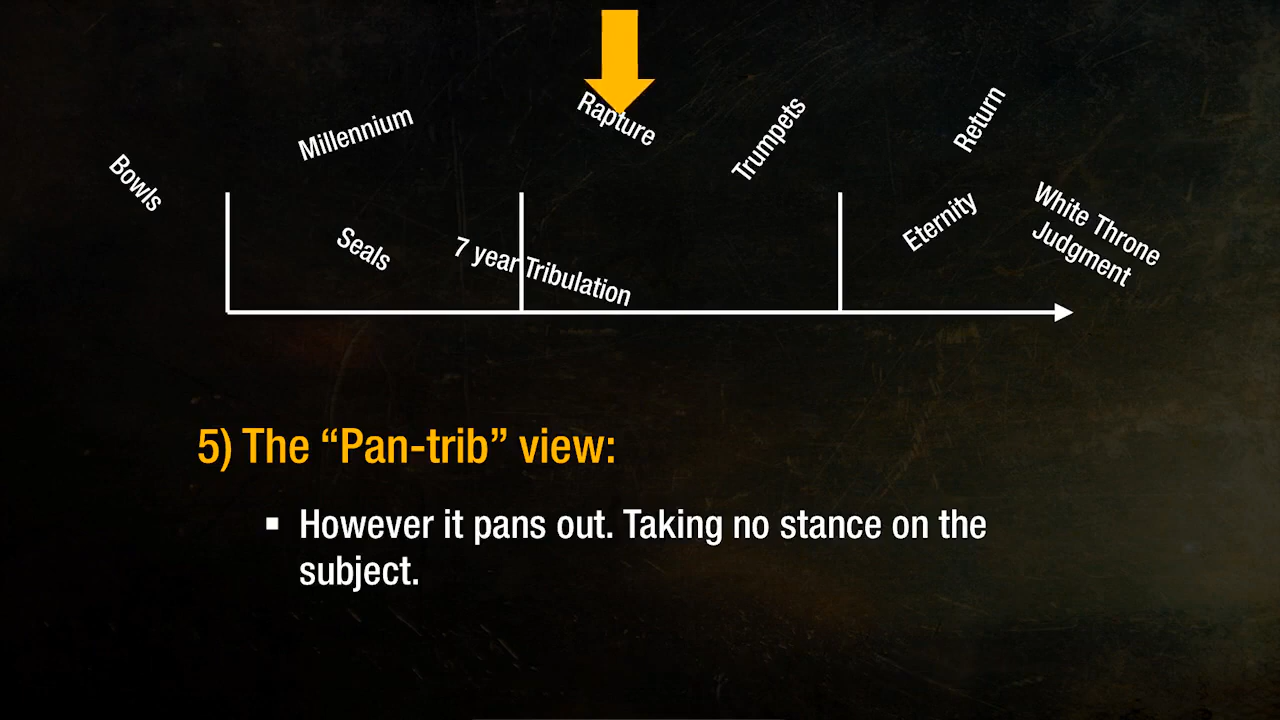 Rapture
Millennium
Trumpets
Return
Bowls
Seals
7 year Tribulation
Eternity
White Throne
Judgment
5) The “Pan-trib” view:
▪ However it pans out. Taking no stance on the
subject.